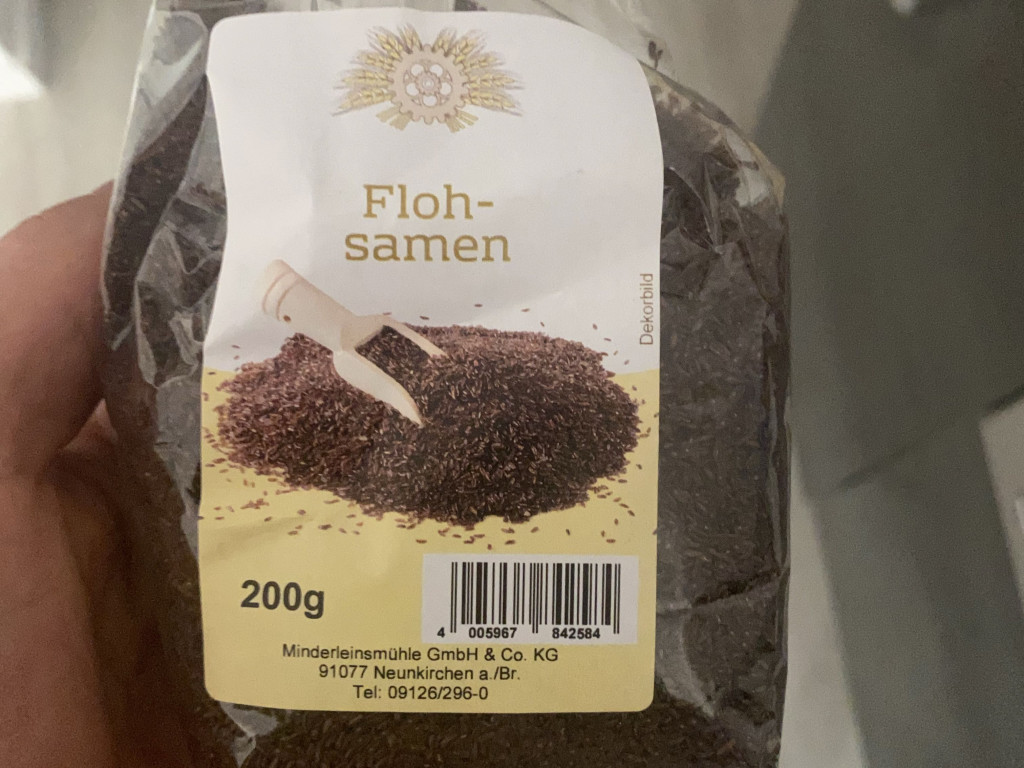 Floh-
samen
Dekorbild
200g
4 005967 842584
Minderleinsmühle GmbH & Co. KG
91077 Neunkirchen a./Br.
Tel: 09126/296-0